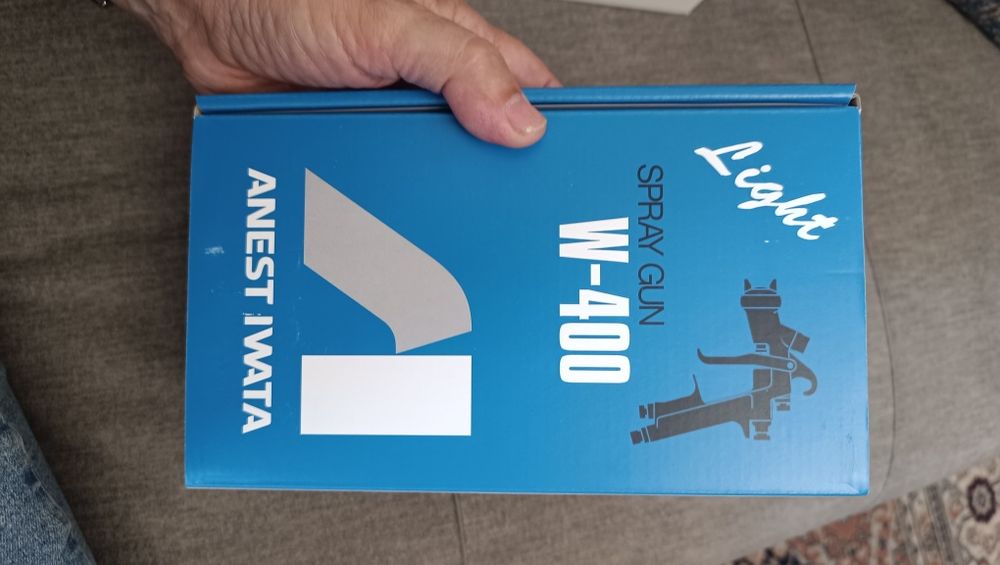 Light
SPRAY GUN
W-400
ANEST IWATA